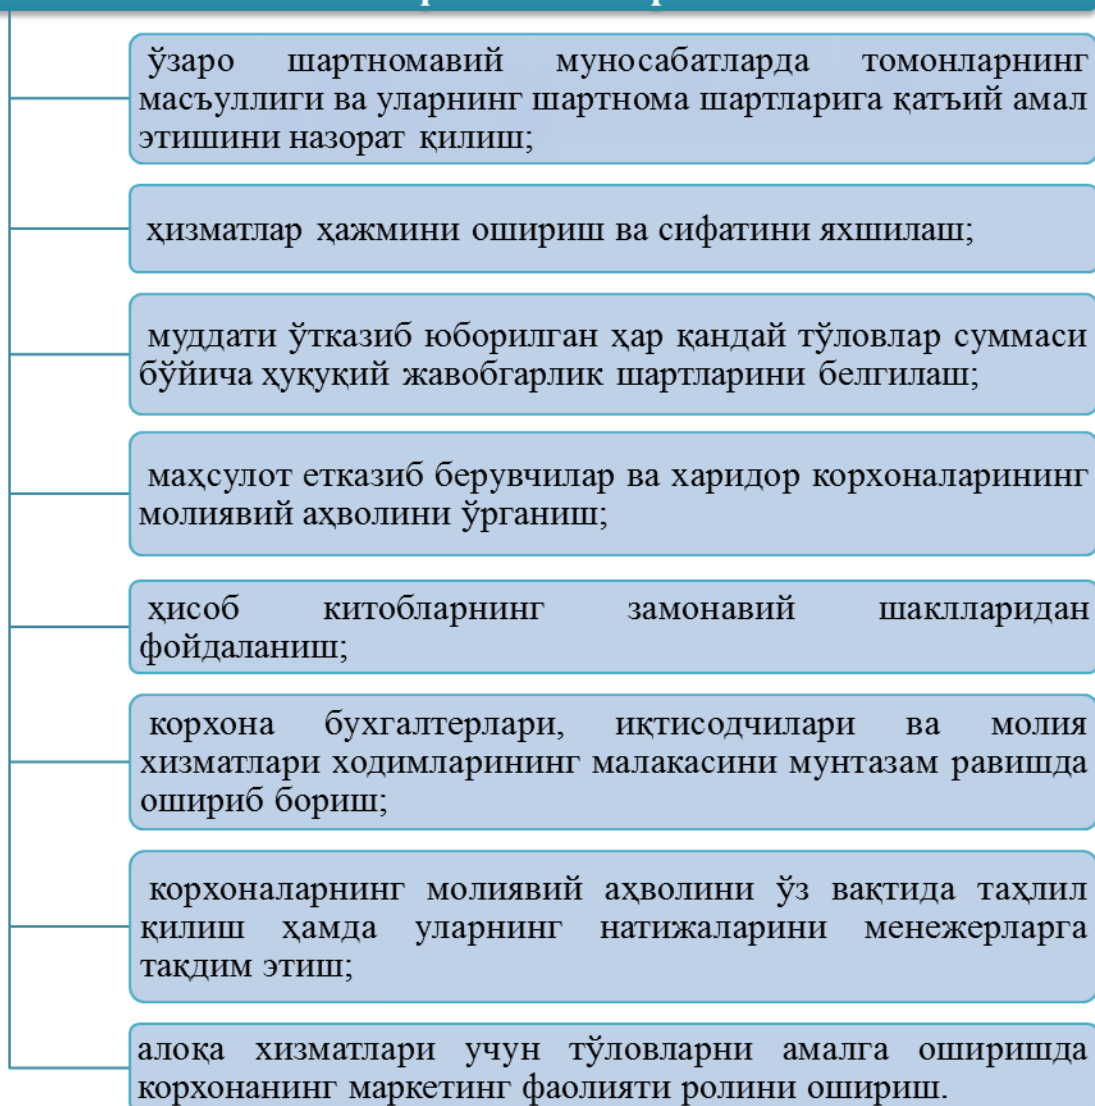 ўзаро шартномавий муносабатларда томонларнинг
масъуллиги ва уларнинг шартнома шартларига қатъий амал
этишини назорат қилиш;
ҳизматлар ҳажмини ошириш ва сифатини яхшилаш;
муддати ўтказиб юборилган ҳар қандай тўловлар суммаси
бўйича ҳуқуқий жавобгарлик шартларини белгилаш;
маҳсулот етказиб берувчилар ва харидор корхоналарининг
молиявий аҳволини ўрганиш;
ҳисоб китобларнинг замонавий шаклларидан
фойдаланиш;
корхона бухгалтерлари, иқтисодчилари ва молия
хизматлари ходимларининг малакасини мунтазам равишда
ошириб бориш;
корхоналарнинг молиявий аҳволини ўз вақтида таҳлил
қилиш ҳамда уларнинг натижаларини менежерларга
тақдим этиш;
алоқа хизматлари учун тўловларни амалга оширишда
корхонанинг маркетинг фаолияти ролини ошириш.